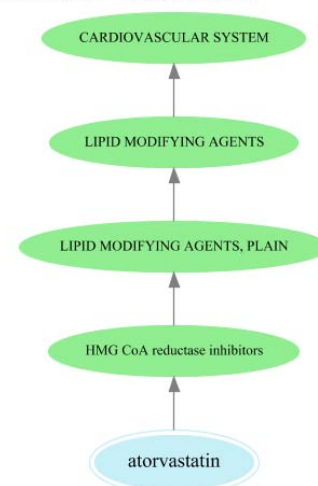 CARDIOVASCULAR SYSTEM
LIPID MODIFYING AGENTS
LIPID MODIFYING AGENTS, PLAIN
HMG CoA reductase inhibitors
atorvastatin